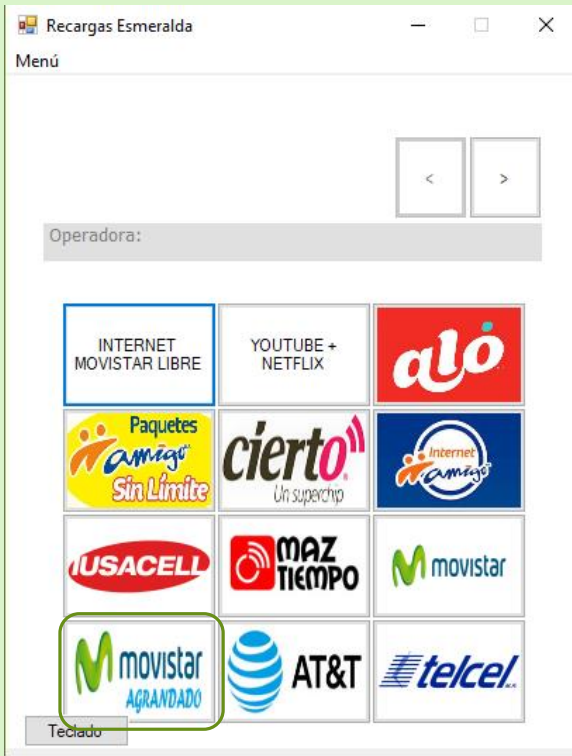 Recargas Esmeralda
Menú
<
>
Operadora:
INTERNET
MOVISTAR LIBRE
YOUTUBE +
NETFLIX
aló
Paquetes
amigo
Sin Límite
cierto
Un superchip
Internet
amigo
IUSACELL
MAZ
TIEMPO
movistar
movistar
AGRANDADO
AT&T
telcel
Teclado